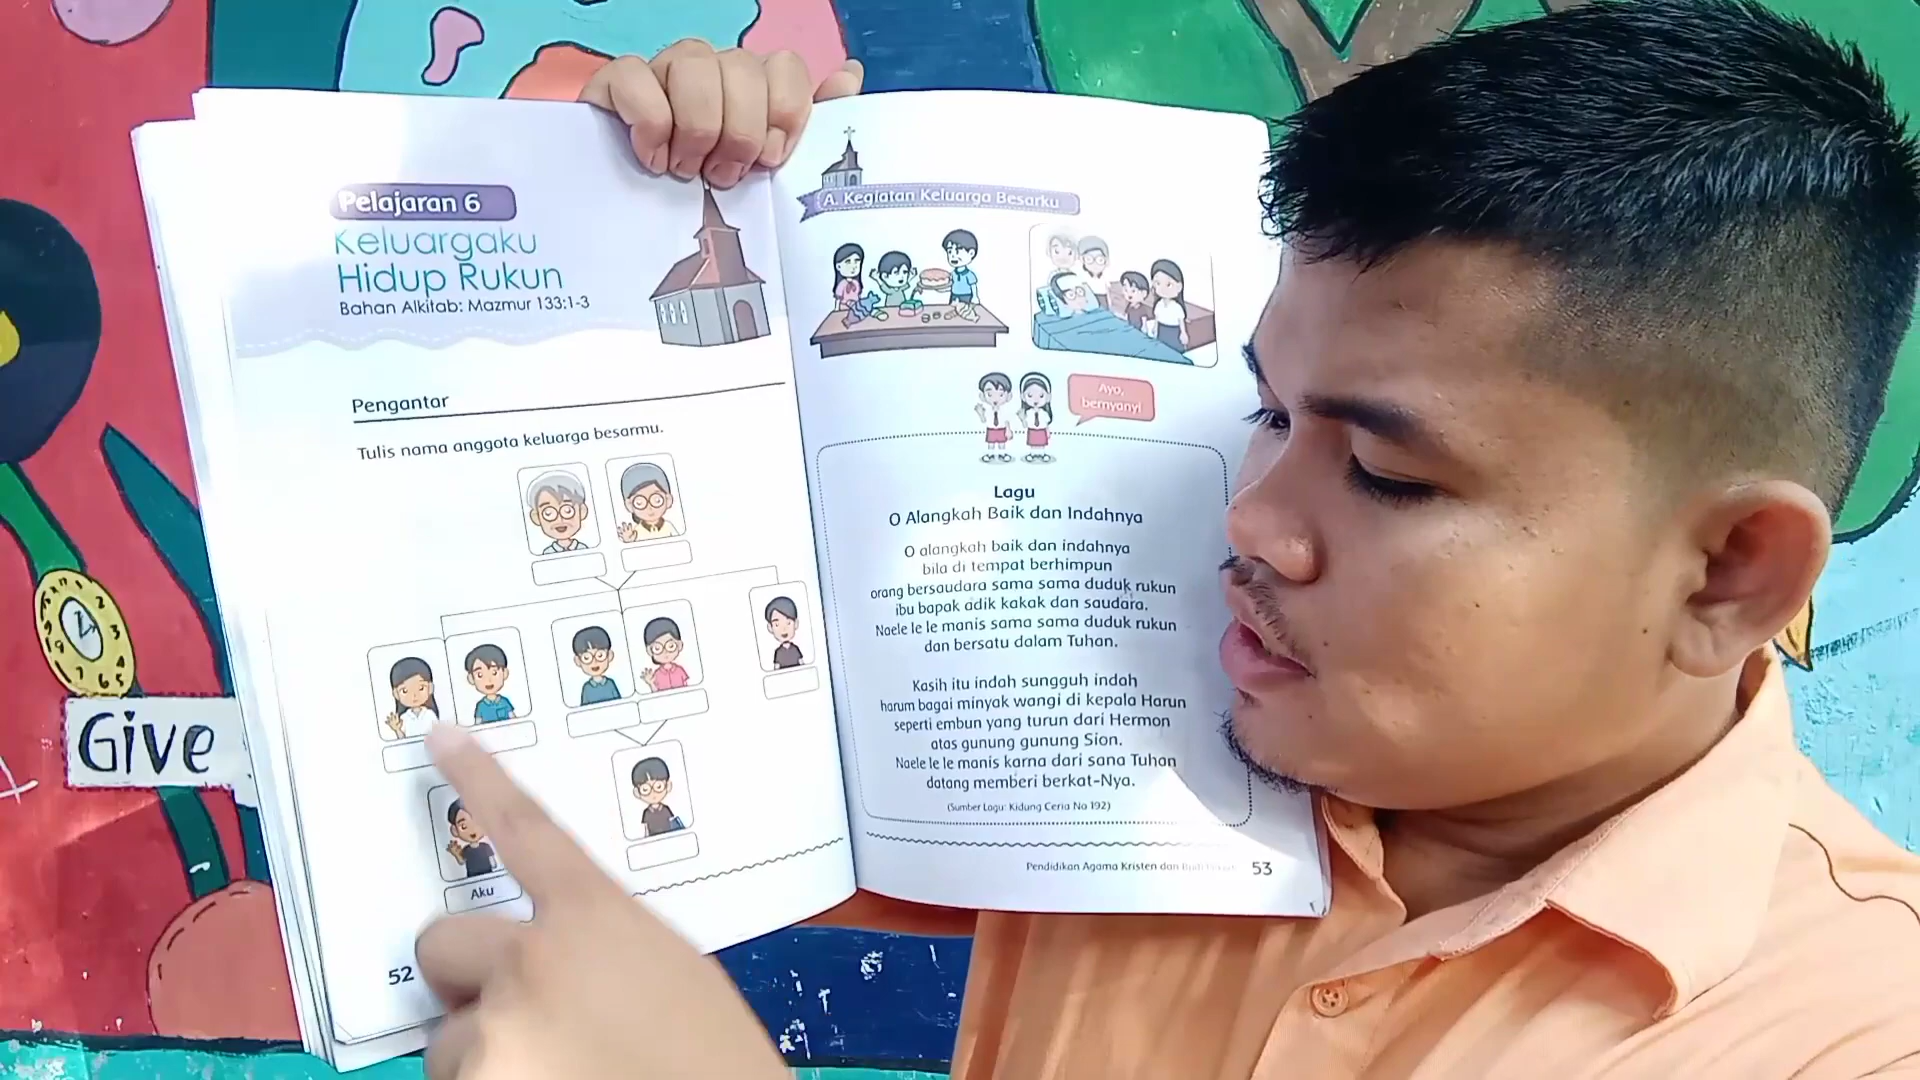 Pelajaran 6
Keluargaku
Hidup Rukun
Bahan Alkitab: Mazmur 133:1-3
Pengantar
Tulis nama anggota keluarga besarmu.
Aku
52
A. Kegiatan Keluarga Besarku
Ayo,
bernyanyi
Lagu
O Alangkah Baik dan Indahnya
O alangkah baik dan indahnya
bila di tempat berhimpun
orang bersaudara sama sama duduk rukun
ibu bapak adik kakak dan saudara.
Naele le le manis sama sama duduk rukun
dan bersatu dalam Tuhan.
Kasih itu indah sungguh indah
harum bagai minyak wangi di kepala Harun
seperti embun yang turun dari Hermon
atas gunung gunung Sion.
Naele le le manis karna dari sana Tuhan
datang memberi berkat-Nya.
(Sumber Lagu: Kidung Ceria No 192)
Pendidikan Agama Kristen dan Budi
53
Give